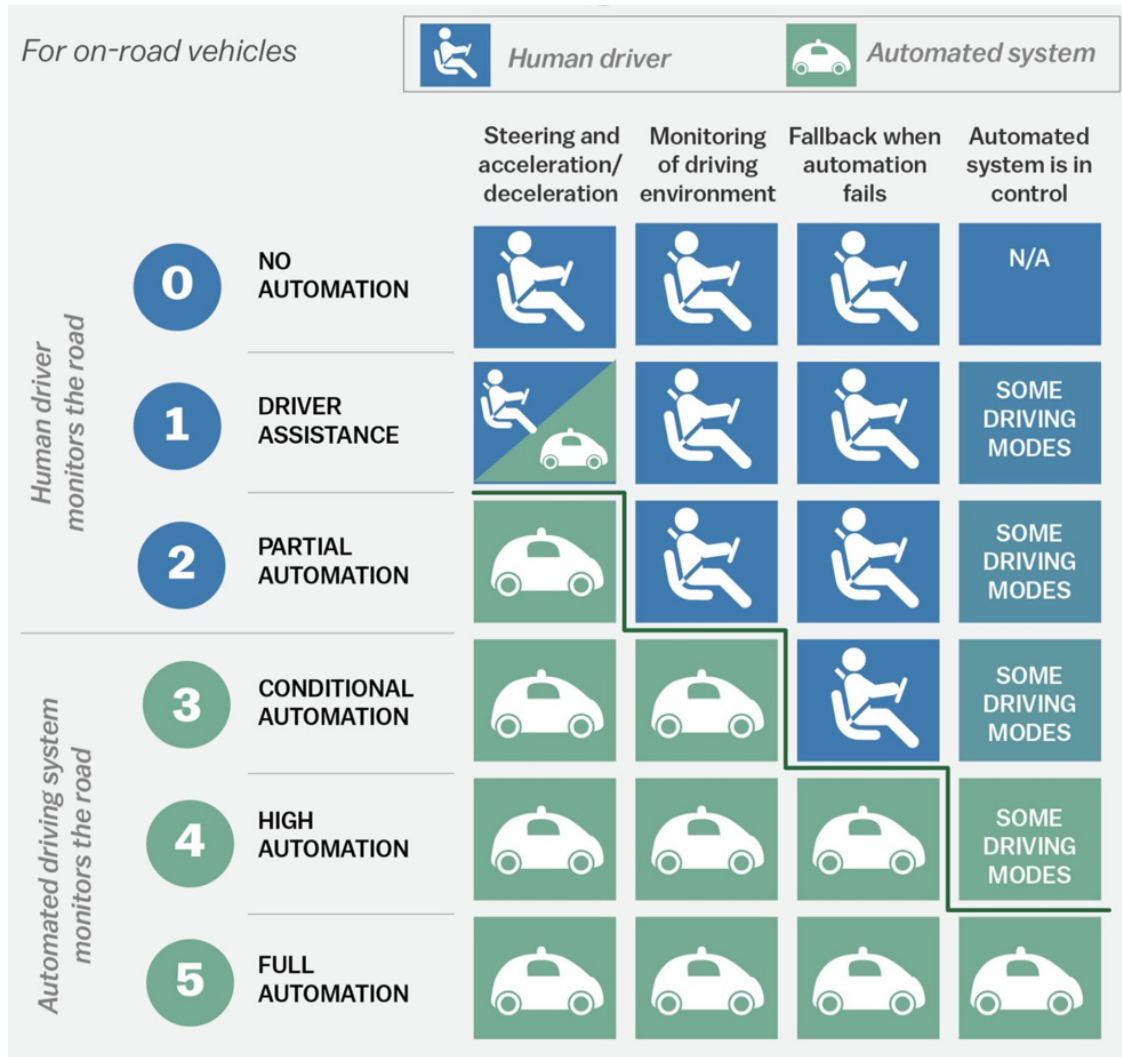 For on-road vehicles
Human driver
Automated system
Steering and
acceleration/
deceleration
Monitoring
of driving
environment
Fallback when
automation
fails
Automated
system is in
control
Human driver
monitors the road
0
NO
AUTOMATION
N/A
1
DRIVER
ASSISTANCE
SOME
DRIVING
MODES
2
PARTIAL
AUTOMATION
SOME
DRIVING
MODES
Automated driving system
monitors the road
3
CONDITIONAL
AUTOMATION
SOME
DRIVING
MODES
4
HIGH
AUTOMATION
SOME
DRIVING
MODES
5
FULL
AUTOMATION